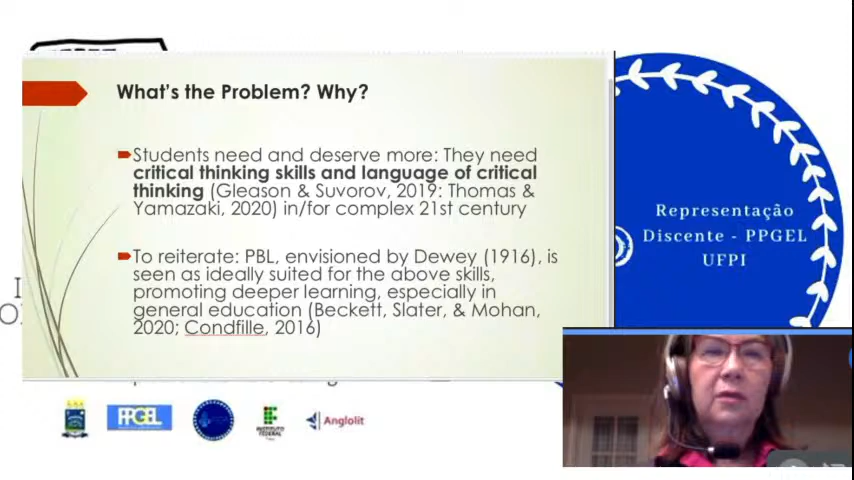 What's the Problem? Why?
Students need and deserve more: They need
critical thinking skills and language of critical
thinking (Gleason & Suvorov, 2019: Thomas &
Yamazaki, 2020) in/for complex 21st century
To reiterate: PBL, envisioned by Dewey (1916), is
seen as ideally suited for the above skills,
promoting deeper learning, especially in
general education (Beckett, Slater, & Mohan,
2020; Condfille, 2016)
Representação
Discente - PPGEL
UFPI
PPGEL
INSTITUTO
FEDERAL
Anglolit